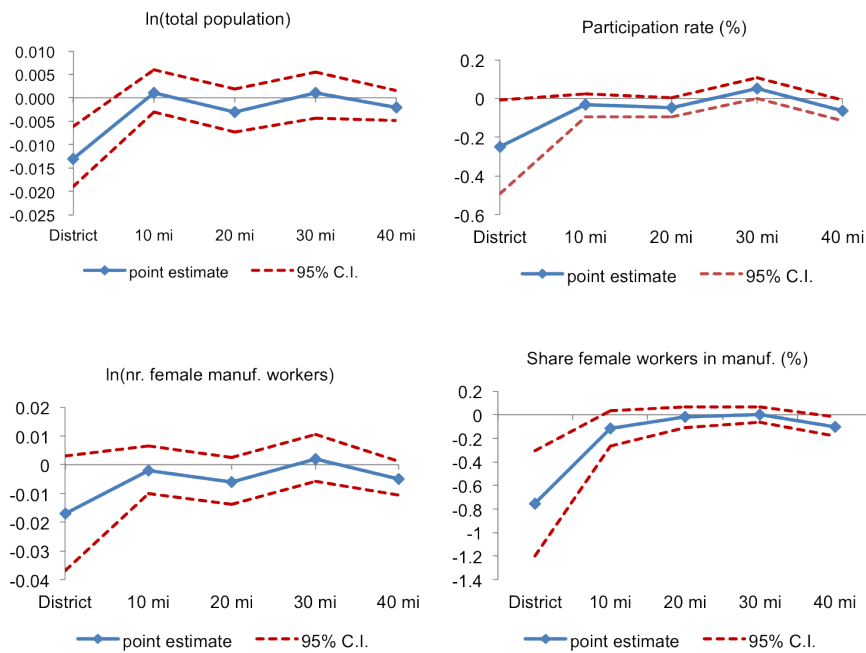 ln(total population)
0.010
0.005
0.000
-0.005
-0.010
-0.015
-0.020
-0.025
District 10 mi 20 mi 30 mi 40 mi
point estimate 95% C.I.
Participation rate (%)
0.2
0
-0.2
-0.4
-0.6
District 10 mi 20 mi 30 mi 40 mi
point estimate 95% C.I.
ln(nr. female manuf. workers)
0.02
0.01
0
-0.01
-0.02
-0.03
-0.04
District 10 mi 20 mi 30 mi 40 mi
point estimate 95% C.I.
Share female workers in manuf. (%)
0.2
0
-0.2
-0.4
-0.6
-0.8
-1
-1.2
-1.4
District 10 mi 20 mi 30 mi 40 mi
point estimate 95% C.I.